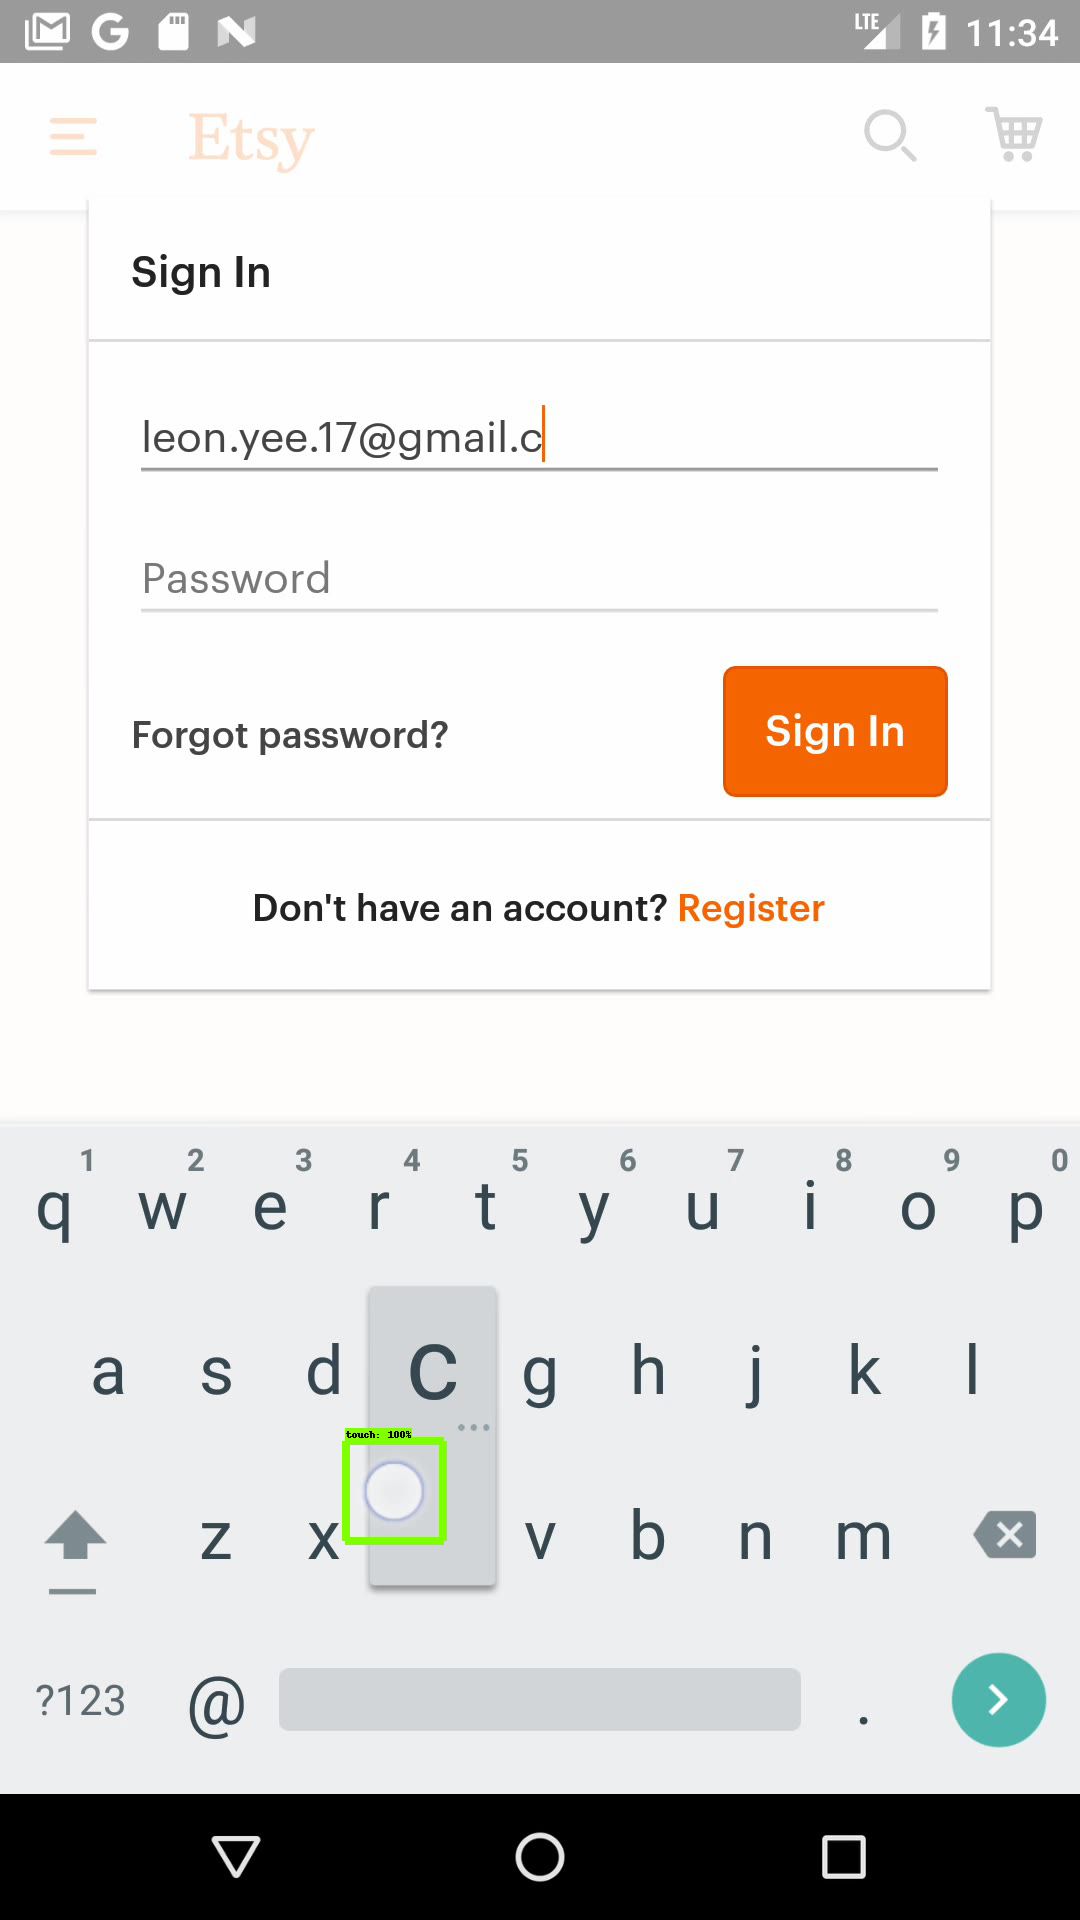 LTE 11:34
Etsy
Sign In
leon.yee.17@gmail.c
Password
Forgot password?
Sign In
Don't have an account? Register
1 2 3 4 5 6 7 8 9 0
q w e r t y u i o p
a s d c g h j k l
touch: 100%
z x v b n m
?123 @ .